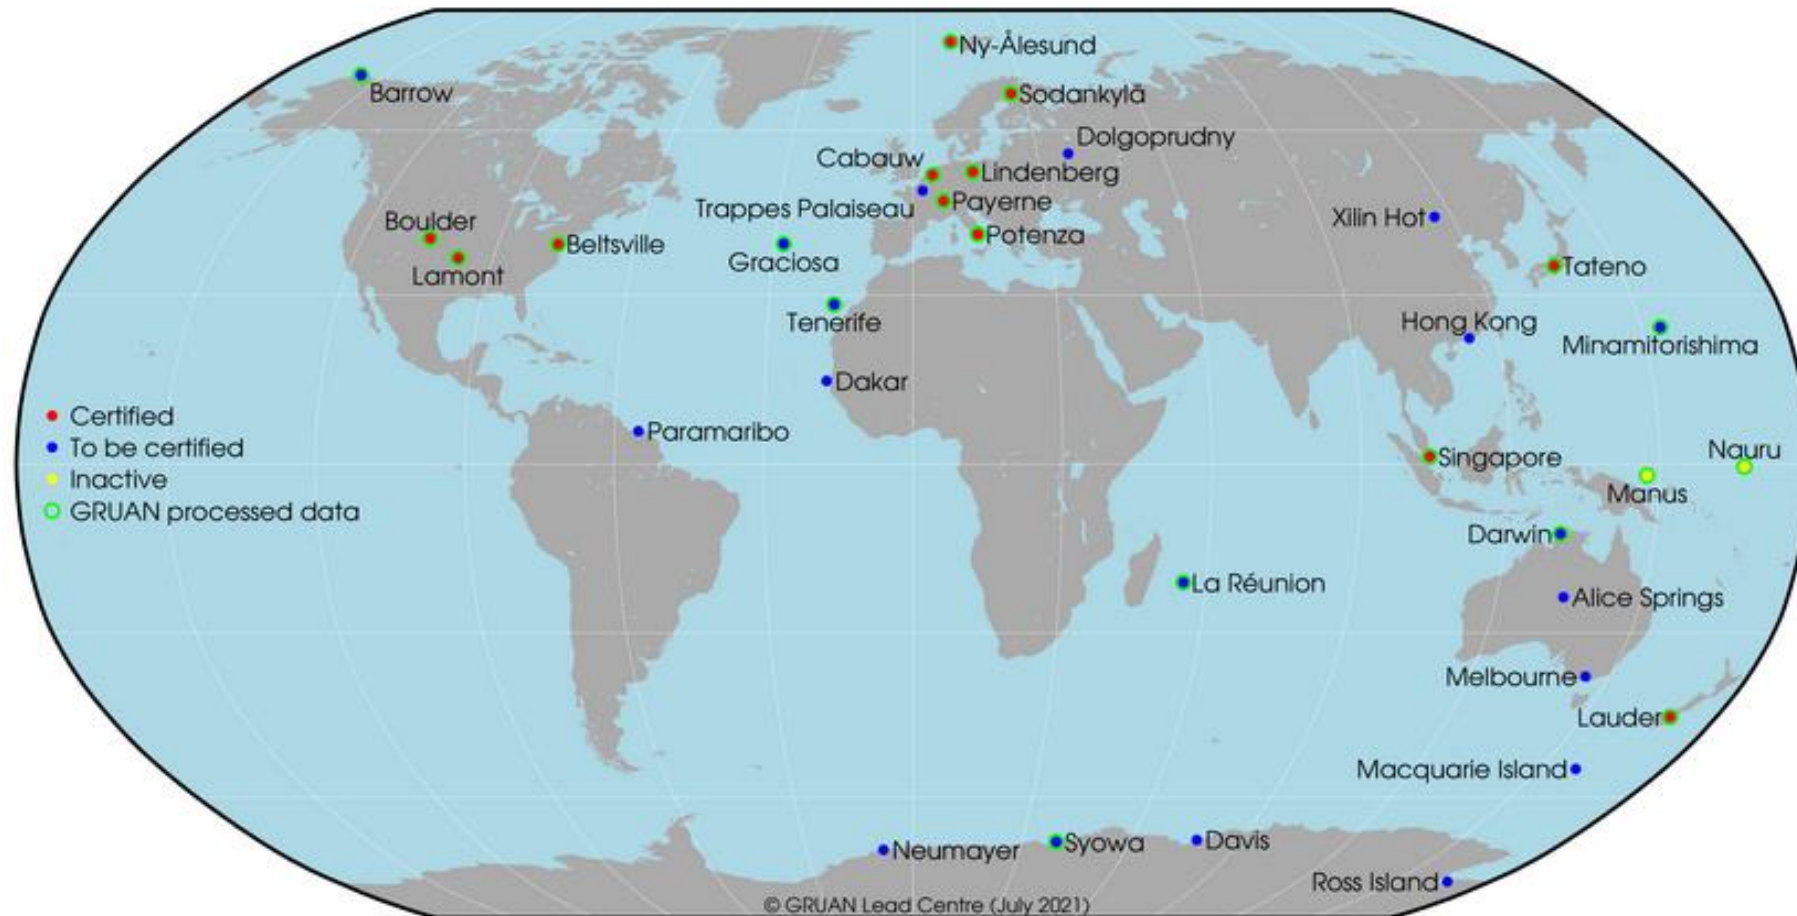 Ny-Ålesund
Barrow
Sodankylä
Dolgoprudny
Cabauw
Lindenberg
Trappes Palaiseau
Payerne
Xilin Hot
Boulder
Potenza
Beltsville
Graciosa
Lamont
Tateno
Tenerife
Hong Kong
Minamitorishima
Dakar
Certified
Paramaribo
To be certified
Nauru
Singapore
Inactive
Manus
GRUAN processed data
Darwin
La Réunion
Alice Springs
Melbourne
Lauder
Macquarie Island
Neumayer
Syowa
Davis
Ross Island
© GRUAN Lead Centre (July 2021)